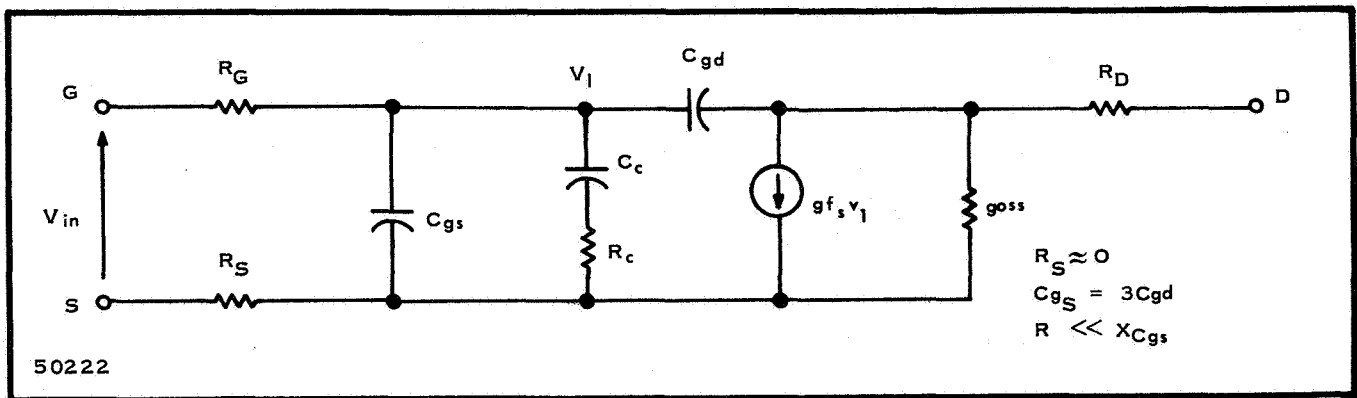 C_gd
R_G
V_1
R_D
G
D
C_c
V_in
C_gs
gf_s v_1
goss
R_c
R_S
R_S ≈ 0
Cg_S = 3Cgd
S
R << X_Cgs
50222